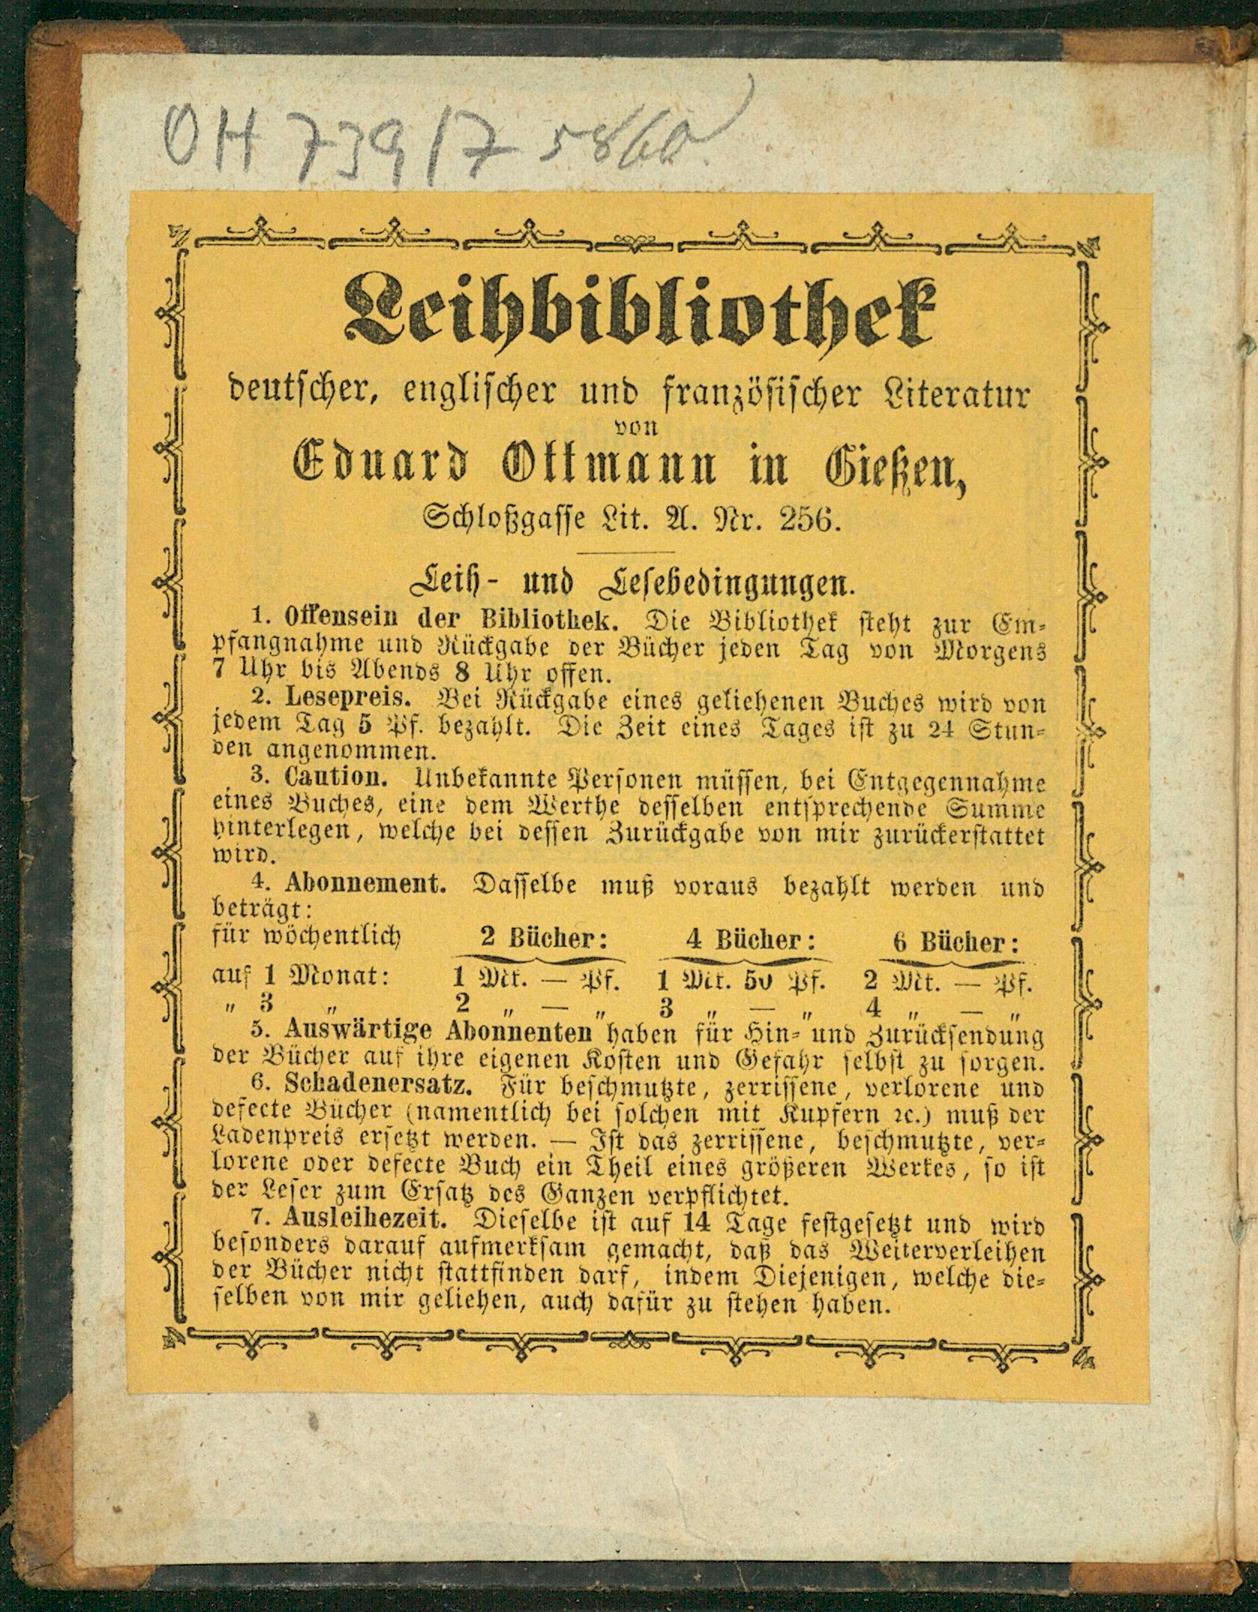 OH 739 17 5860
Leihbibliothek
deutscher, englischer und französischer Literatur
von
Eduard Ottmann in Gießen,
Schloßgasse Lit. A. Nr. 256.
Leih- und Lesebedingungen.
1. Offensein der Bibliothek. Die Bibliothek steht zur Em-
pfangnahme und Rückgabe der Bücher jeden Tag von Morgens
7 Uhr bis Abends 8 Uhr offen.
2. Lesepreis. Bei Rückgabe eines geliehenen Buches wird von
jedem Tag 5 Pf. bezahlt. Die Zeit eines Tages ist zu 24 Stun-
den angenommen.
3. Caution. Unbekannte Personen müssen, bei Entgegennahme
eines Buches, eine dem Werthe desselben entsprechende Summe
hinterlegen, welche bei dessen Zurückgabe von mir zurückerstattet
wird.
4. Abonnement. Dasselbe muß voraus bezahlt werden und
beträgt:
für wöchentlich 2 Bücher: 4 Bücher: 6 Bücher:
auf 1 Monat: 1 Mk. — Pf. 1 Mk. 50 Pf. 2 Mk. — Pf.
„ 3 „ 2 „ — „ 3 „ — „ 4 „ — „
5. Auswärtige Abonnenten haben für Hin- und Zurücksendung
der Bücher auf ihre eigenen Kosten und Gefahr selbst zu sorgen.
6. Schadenersatz. Für beschmutzte, zerrissene, verlorene und
defecte Bücher (namentlich bei solchen mit Kupfern ꝛc.) muß der
Ladenpreis ersetzt werden. — Ist das zerrissene, beschmutzte, ver-
lorene oder defecte Buch ein Theil eines größeren Werkes, so ist
der Leser zum Ersatz des Ganzen verpflichtet.
7. Ausleihezeit. Dieselbe ist auf 14 Tage festgesetzt und wird
besonders darauf aufmerksam gemacht, daß das Weiterverleihen
der Bücher nicht stattfinden darf, indem Diejenigen, welche die-
selben von mir geliehen, auch dafür zu stehen haben.